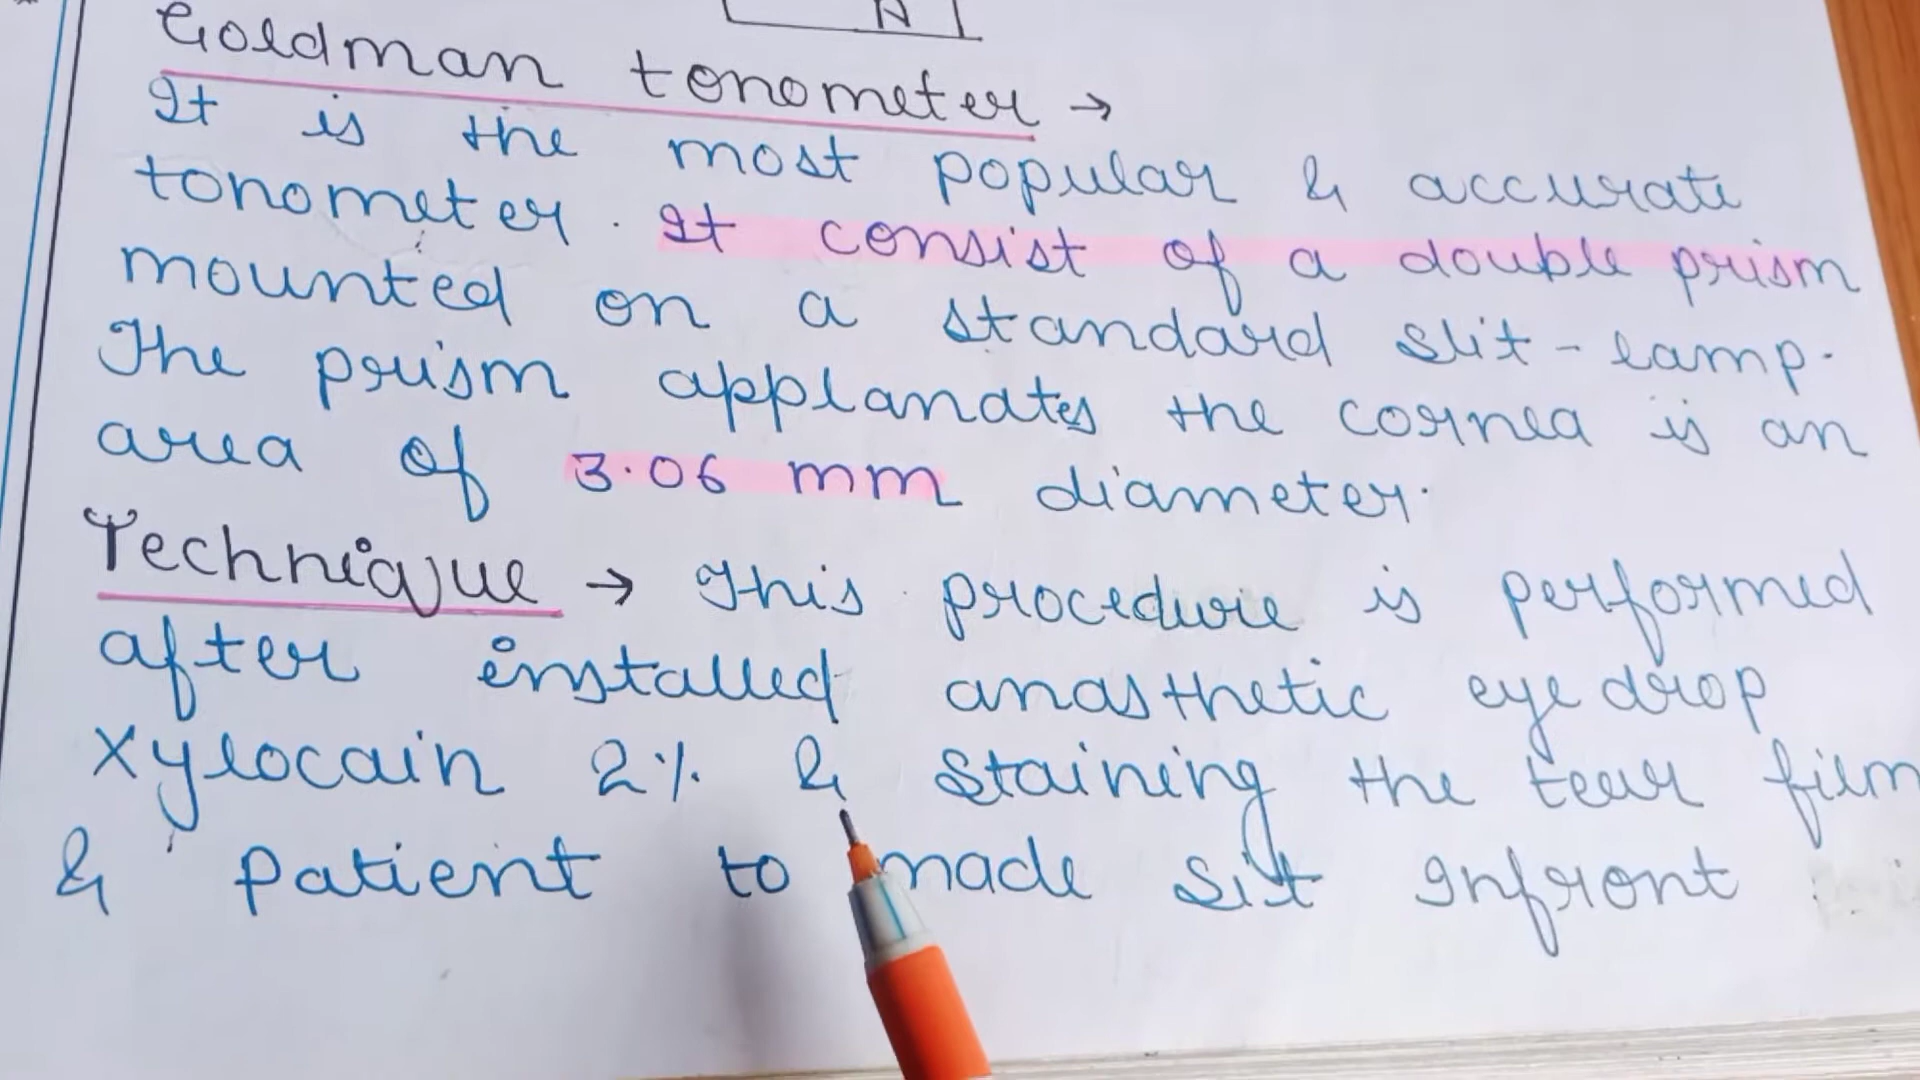 A
Goldman tonometer →
It is the most popular & accurate
tonometer. It consist of a double prism
mounted on a standard slit-lamp.
The prism applandtes the cornea is an
area of 3.06 mm diameter.
Technique → This procedure is performed
after installed anasthetic eye drop
Xylocain 2% & staining the tear film
& patient to made sit Infront